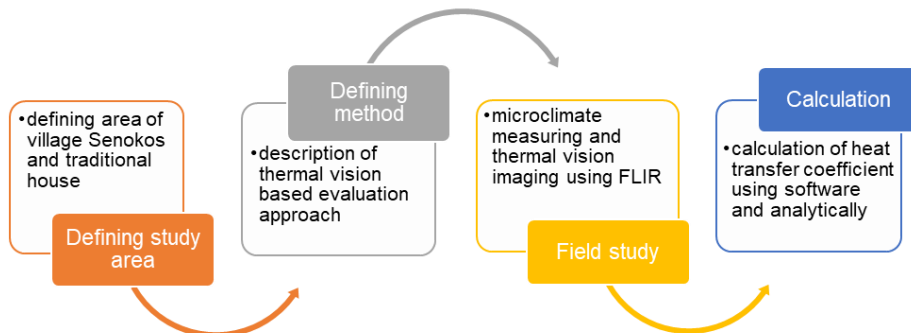 •defining area of
village Senokos
and traditional
house
Defining study
area
Defining
method
•description of
thermal vision
based evaluation
approach
•microclimate
measuring and
thermal vision
imaging using FLIR
Field study
Calculation
•calculation of heat
transfer coefficient
using software
and analytically